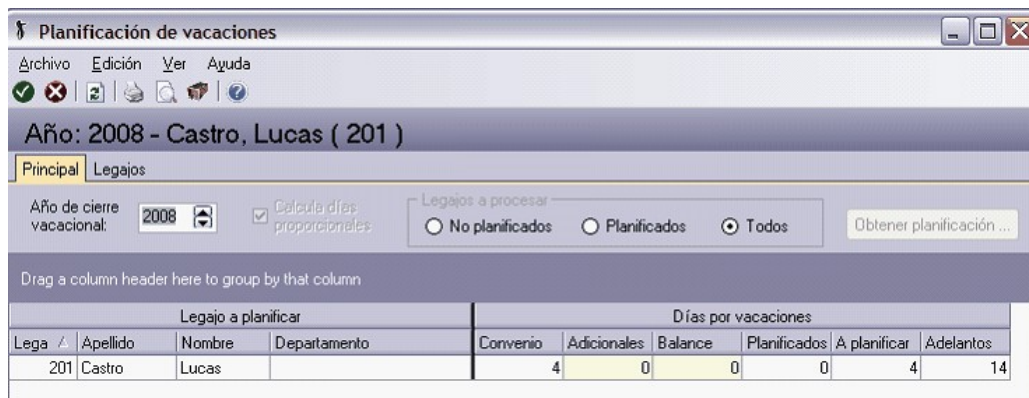 Planificación de vacaciones
Archivo Edición Ver Ayuda
Año: 2008 - Castro, Lucas ( 201 )
Principal Legajos
Año de cierre vacacional: 2008 Calcula días proporcionales Legajos a procesar No planificados Planificados Todos Obtener planificación ...
Drag a column header here to group by that column
Legajo a planificar Días por vacaciones
Lega Apellido Nombre Departamento Convenio Adicionales Balance Planificados A planificar Adelantos
201 Castro Lucas 4 0 0 0 4 14